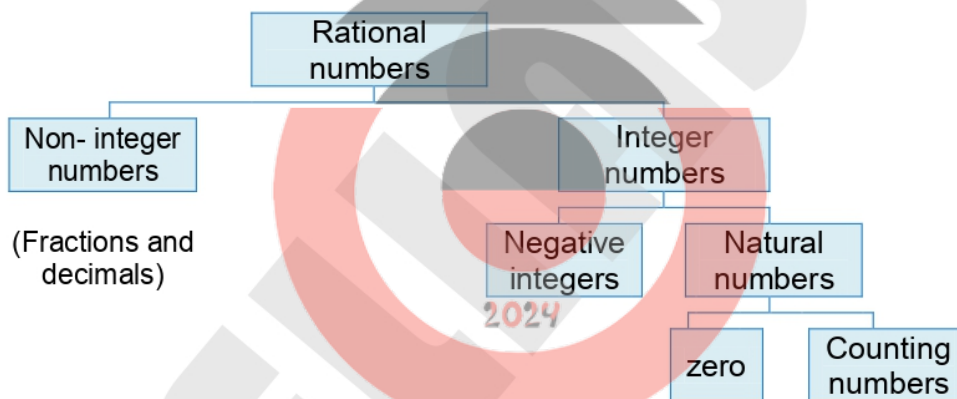 Rational
numbers
Non- integer
numbers
Integer
numbers
(Fractions and
decimals)
Negative
integers
Natural
numbers
2024
zero
Counting
numbers